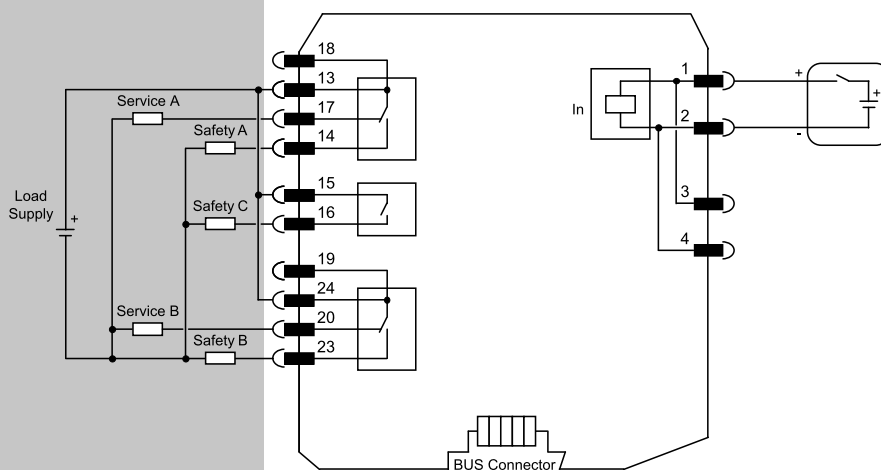 18
13
Service A
17
Safety A
14
15
Safety C
16
Load
Supply
+
19
24
Service B
20
Safety B
23
In
1
2
3
4
+
-
+
BUS Connector